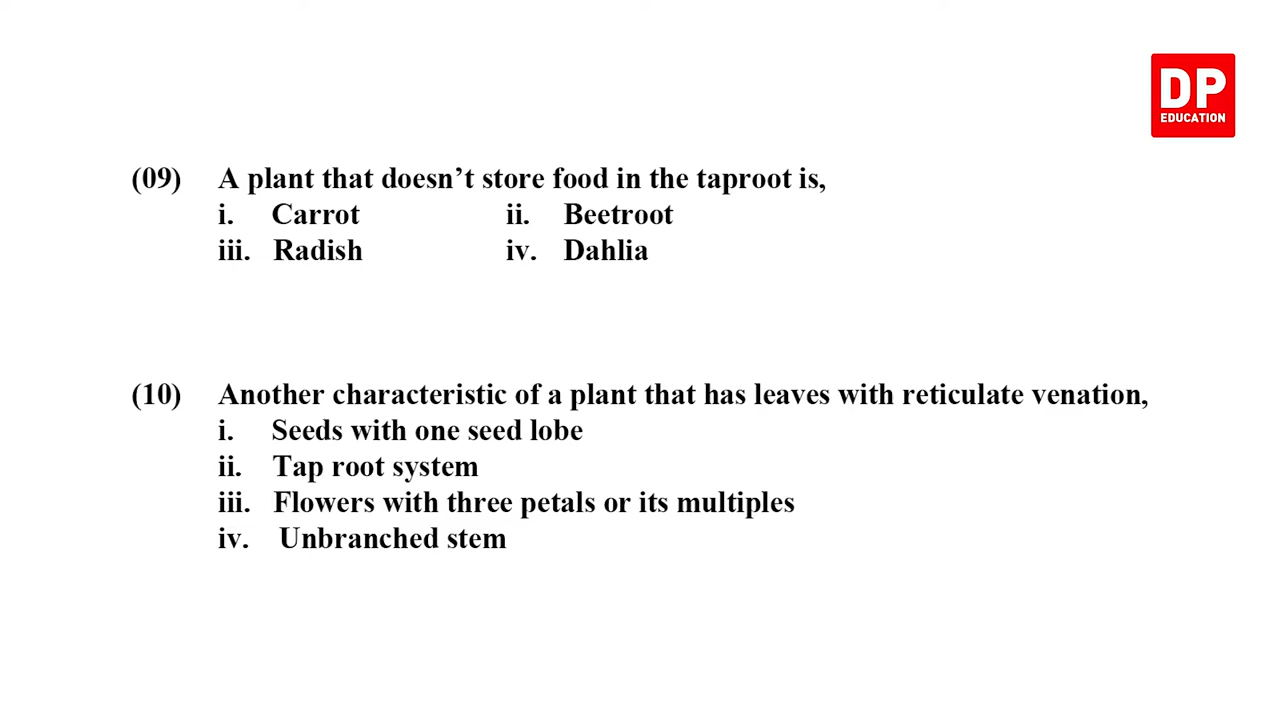 DP
EDUCATION
(09) A plant that doesn’t store food in the taproot is,
i. Carrot ii. Beetroot
iii. Radish iv. Dahlia
(10) Another characteristic of a plant that has leaves with reticulate venation,
i. Seeds with one seed lobe
ii. Tap root system
iii. Flowers with three petals or its multiples
iv. Unbranched stem